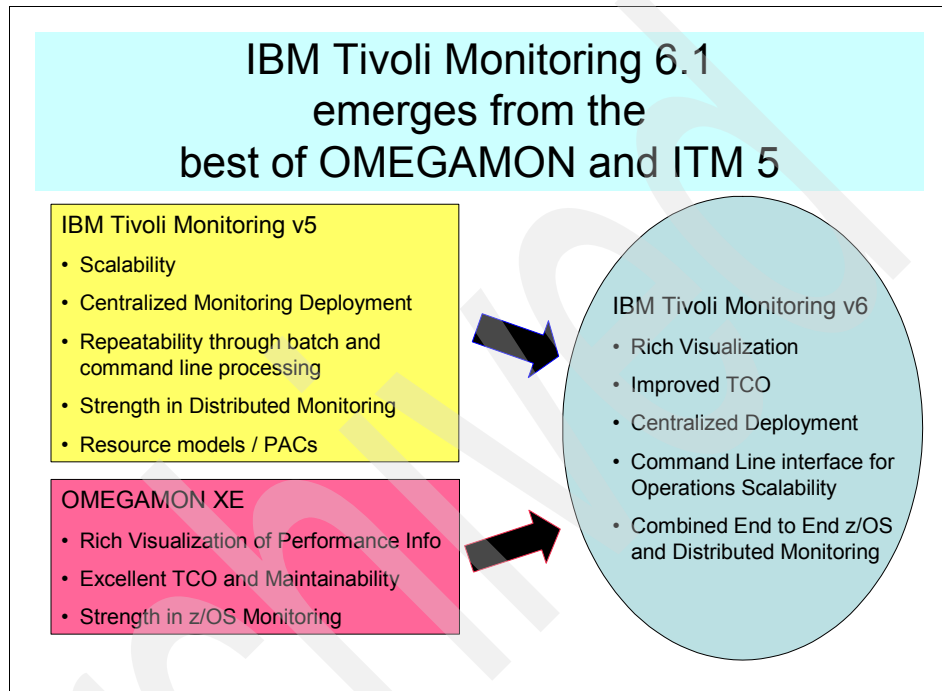 IBM Tivoli Monitoring 6.1
emerges from the
best of OMEGAMON and ITM 5
IBM Tivoli Monitoring v5
• Scalability
• Centralized Monitoring Deployment
• Repeatability through batch and
command line processing
• Strength in Distributed Monitoring
• Resource models / PACs
OMEGAMON XE
• Rich Visualization of Performance Info
• Excellent TCO and Maintainability
• Strength in z/OS Monitoring
IBM Tivoli Monitoring v6
• Rich Visualization
• Improved TCO
• Centralized Deployment
• Command Line interface for
Operations Scalability
• Combined End to End z/OS
and Distributed Monitoring
chived